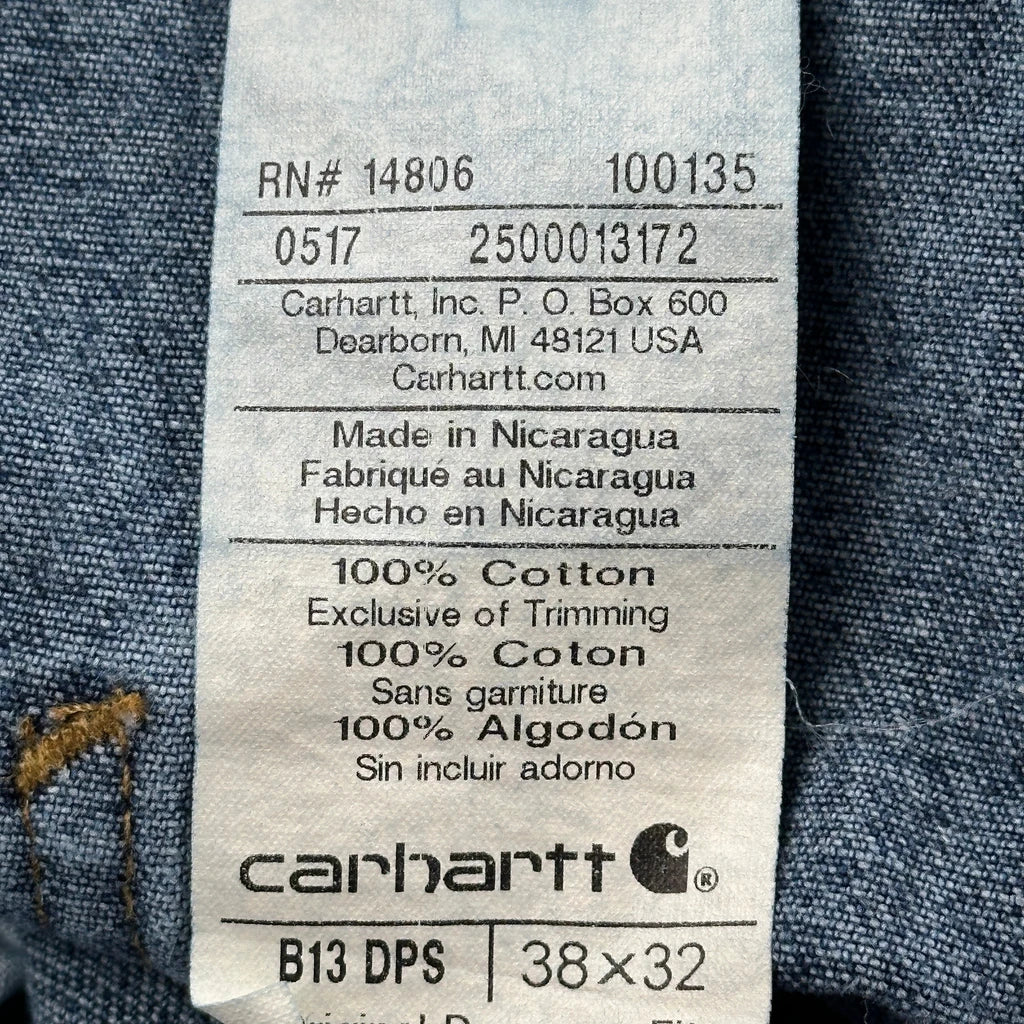 RN# 14806 100135
0517 2500013172
Carhartt, Inc. P. O. Box 600
Dearborn, MI 48121 USA
Carhartt.com
Made in Nicaragua
Fabriqué au Nicaragua
Hecho en Nicaragua
100% Cotton
Exclusive of Trimming
100% Coton
Sans garniture
100% Algodón
Sin incluir adorno
carhartt ®
B13 DPS 38×32